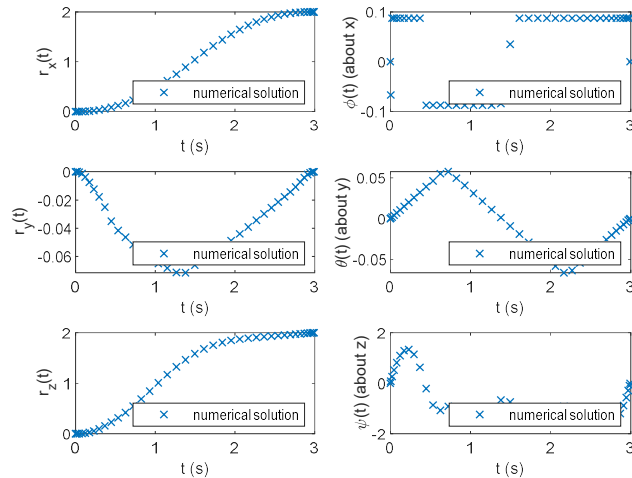 2
1
0
r_x(t)
numerical solution
0 1 2 3
t (s)
0.1
0.0
-0.1
ϕ(t) (about x)
numerical solution
0 1 2 3
t (s)
-0.02
-0.04
-0.06
r_y(t)
numerical solution
0 1 2 3
t (s)
0.05
0
-0.05
θ(t) (about y)
numerical solution
0 1 2 3
t (s)
2
1
0
r_z(t)
numerical solution
0 1 2 3
t (s)
2
0
-2
ψ(t) (about z)
numerical solution
0 1 2 3
t (s)